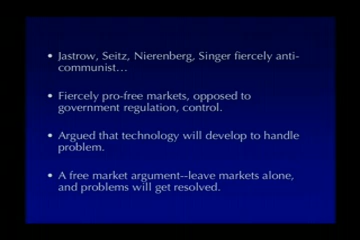 • Jastrow, Seitz, Nierenberg, Singer fiercely anti-
communist…
• Fiercely pro-free markets, opposed to
government regulation, control.
• Argued that technology will develop to handle
problem.
• A free market argument--leave markets alone,
and problems will get resolved.